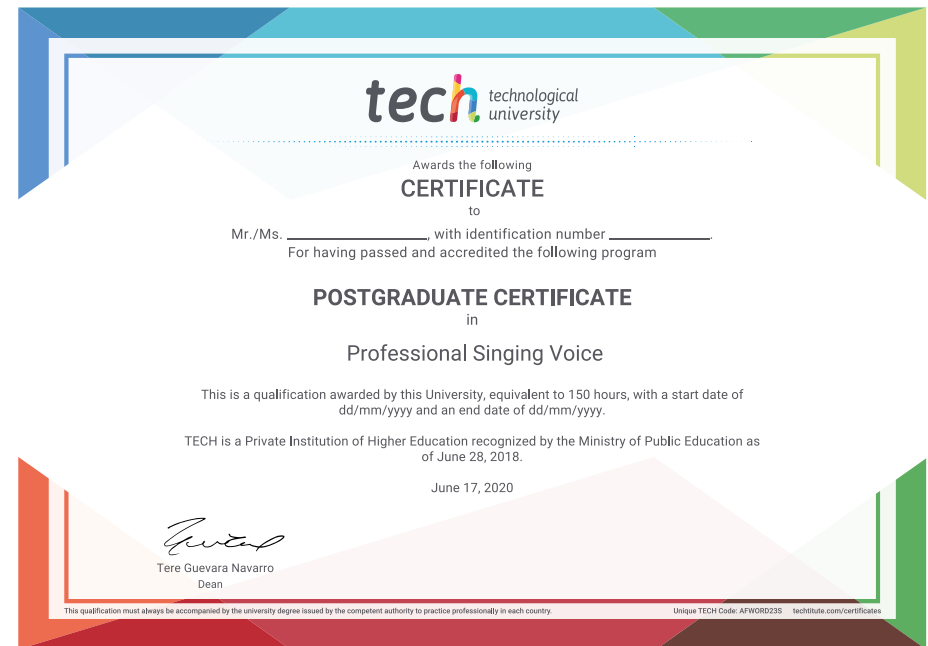 tech technological
university
Awards the following
CERTIFICATE
to
Mr./Ms. ____________________, with identification number ______________.
For having passed and accredited the following program
POSTGRADUATE CERTIFICATE
in
Professional Singing Voice
This is a qualification awarded by this University, equivalent to 150 hours, with a start date of
dd/mm/yyyy and an end date of dd/mm/yyyy.
TECH is a Private Institution of Higher Education recognized by the Ministry of Public Education as
of June 28, 2018.
June 17, 2020
Tere Guevara Navarro
Dean
This qualification must always be accompanied by the university degree issued by the competent authority to practice professionally in each country.
Unique TECH Code: AFWORD23S techtitute.com/certificates